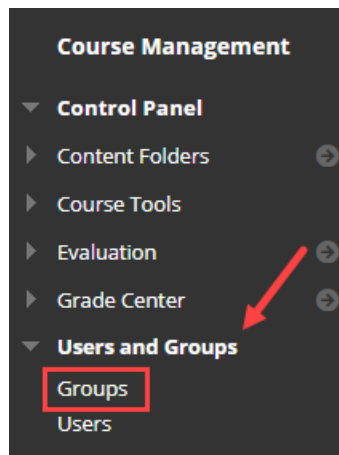 Course Management
Control Panel
Content Folders
Course Tools
Evaluation
Grade Center
Users and Groups
Groups
Users